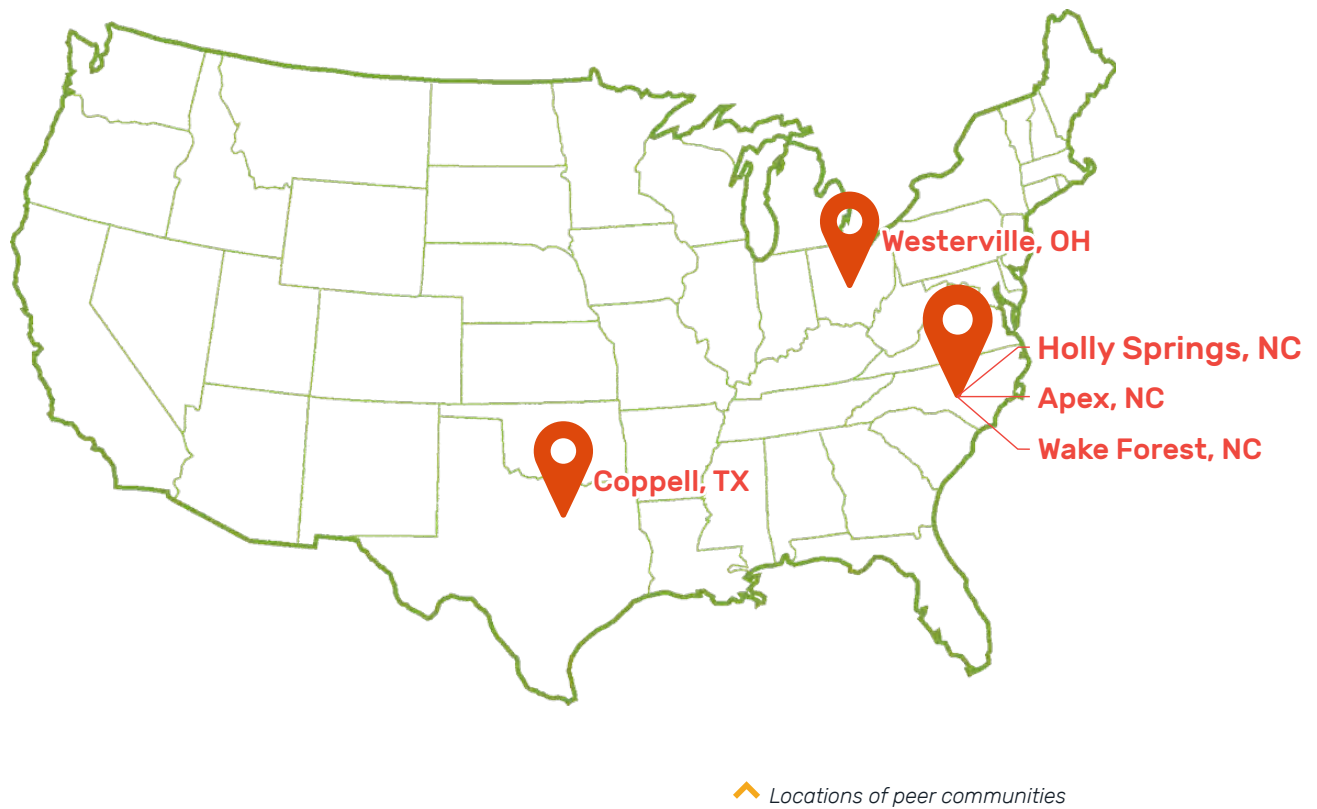 Westerville, OH
Holly Springs, NC
Apex, NC
Wake Forest, NC
Coppell, TX
Locations of peer communities